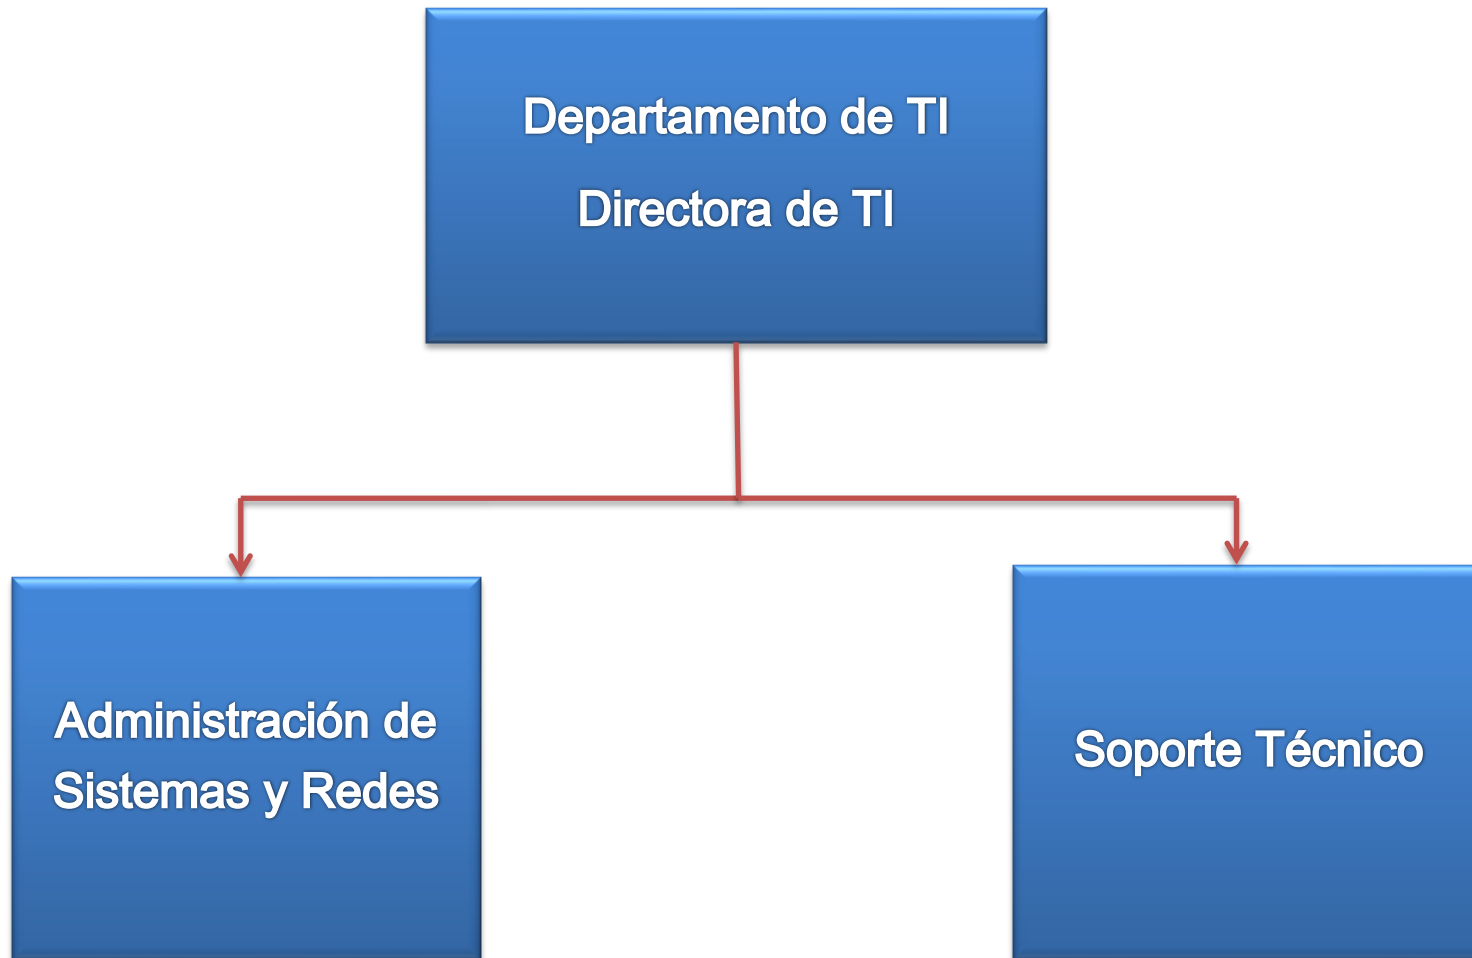 Departamento de TI
Directora de TI
Administración de
Sistemas y Redes
Soporte Técnico